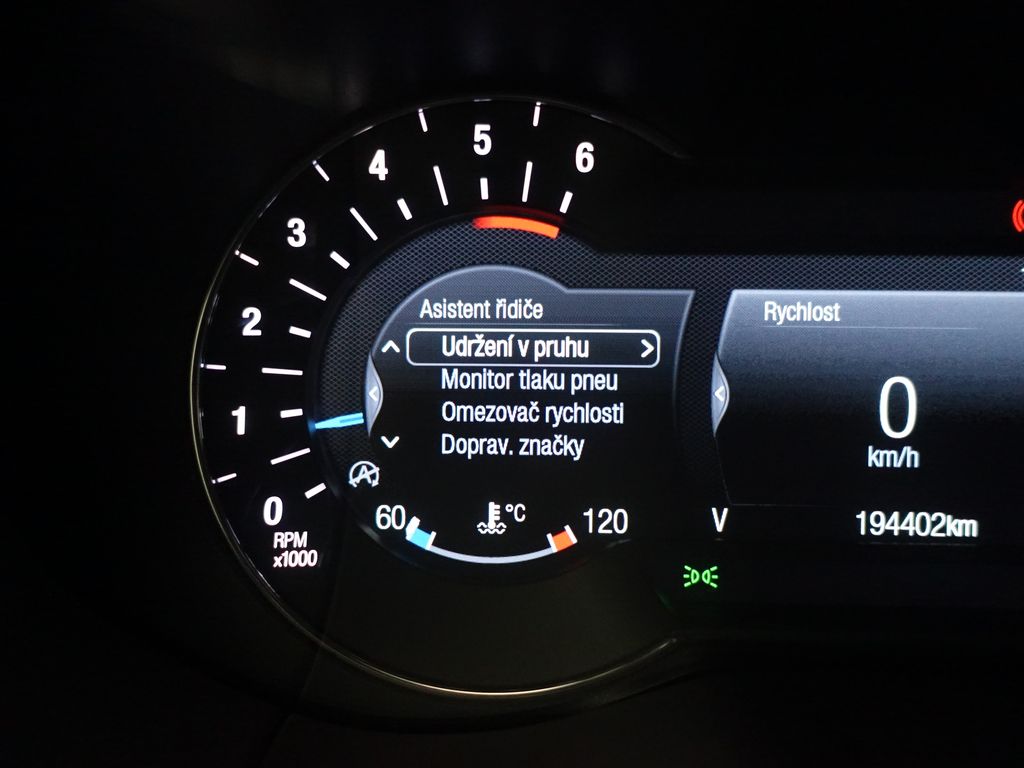 6
5
4
3
2
1
0
RPM
x1000
Asistent řidiče
Udržení v pruhu
Monitor tlaku pneu
Omezovač rychlosti
Doprav. značky
A
60 °C 120
Rychlost
0
km/h
V 194402km